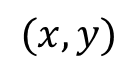 (x, y)